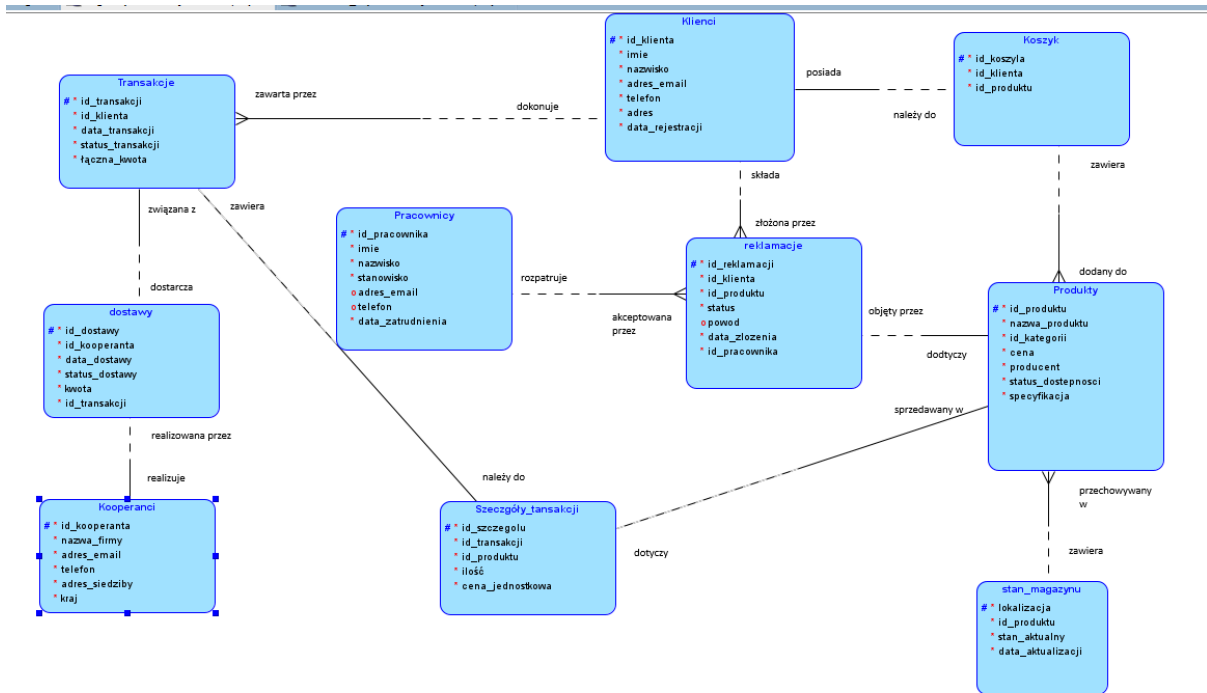 Klienci
# * id_klienta
* imie
* nazwisko
* adres_email
* telefon
* adres
* data_rejestracji
Koszyk
# * id_koszyla
* id_klienta
* id_produktu
posiada
należy do
Transakcje
# * id_transakcji
* id_klienta
* data_transakcji
* status_transakcji
* łączna_kwota
zawarta przez
dokonuje
składa
złożona przez
zawiera
dodany do
związana z
dostarcza
zawiera
należy do
Pracownicy
# * id_pracownika
* imie
* nazwisko
* stanowisko
o adres_email
o telefon
* data_zatrudnienia
rozpatruje
akceptowana
przez
reklamacje
# * id_reklamacji
* id_klienta
* id_produktu
* status
o powod
* data_zlozenia
* id_pracownika
objęty przez
dodtyczy
Produkty
# * id_produktu
* nazwa_produktu
* id_kategorii
* cena
* producent
* status_dostepnosci
* specyfikacja
dostawy
# * id_dostawy
* id_kooperanta
* data_dostawy
* status_dostawy
* kwota
* id_transakcji
realizowana przez
realizuje
sprzedawany w
dotyczy
Kooperanci
# * id_kooperanta
* nazwa_firmy
* adres_email
* telefon
* adres_siedziby
* kraj
Szeczgóły_tansakcji
# * id_szczegolu
* id_transakcji
* id_produktu
* ilość
* cena_jednostkowa
przechowywany
w
zawiera
stan_magazynu
# * lokalizacja
* id_produktu
* stan_aktualny
* data_aktualizacji